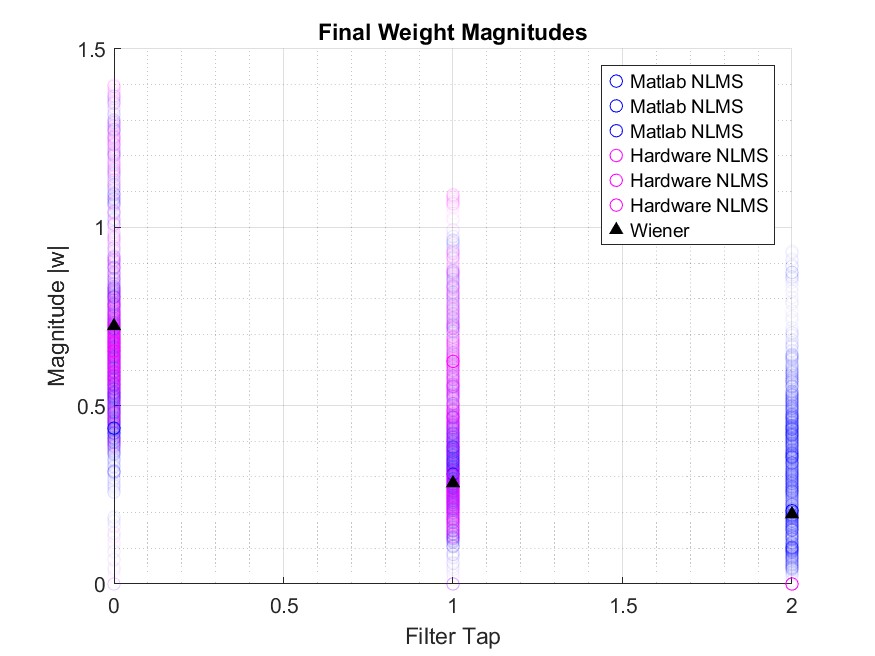 Final Weight Magnitudes
1.5
1
0.5
0
Magnitude |w|
Matlab NLMS
Matlab NLMS
Matlab NLMS
Hardware NLMS
Hardware NLMS
Hardware NLMS
Wiener
0 0.5 1 1.5 2
Filter Tap